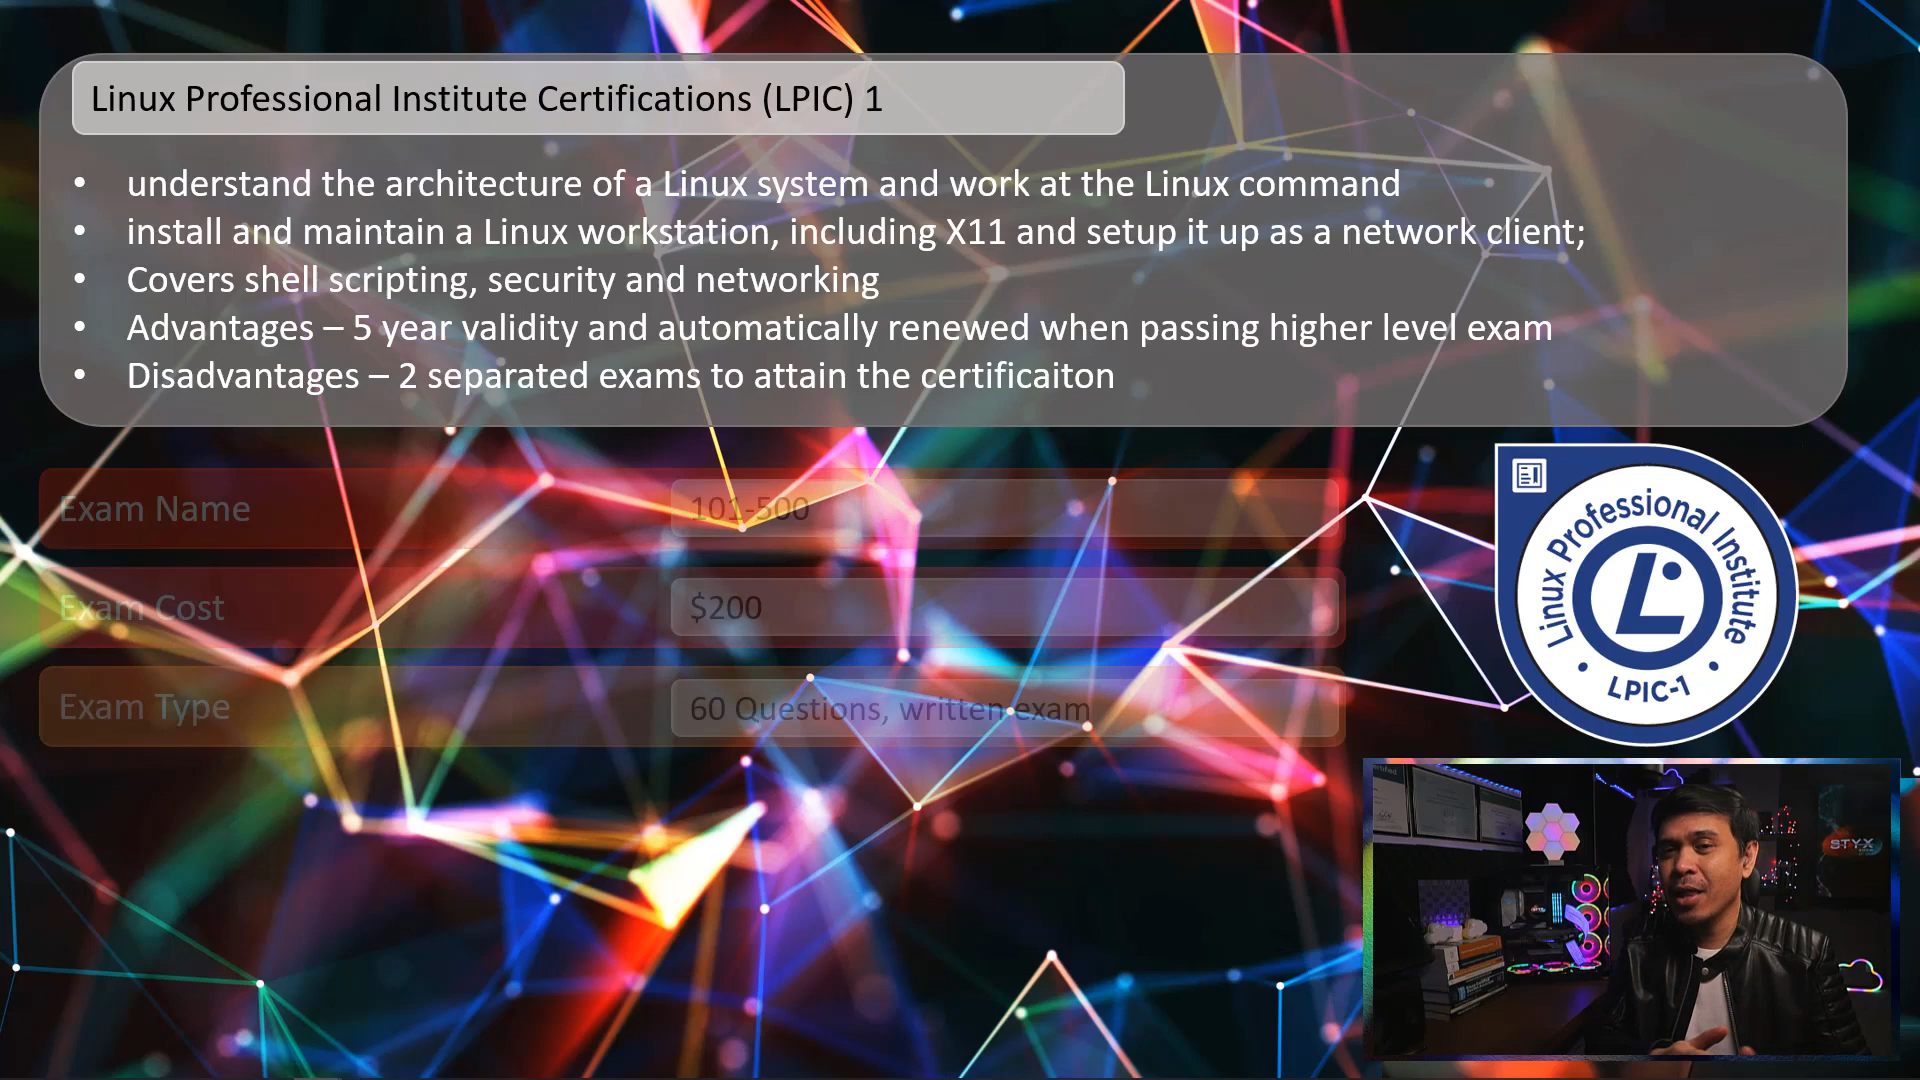 Linux Professional Institute Certifications (LPIC) 1
• understand the architecture of a Linux system and work at the Linux command
• install and maintain a Linux workstation, including X11 and setup it up as a network client;
• Covers shell scripting, security and networking
• Advantages – 5 year validity and automatically renewed when passing higher level exam
• Disadvantages – 2 separated exams to attain the certificaiton
Exam Name 101-500
Exam Cost $200
Exam Type 60 Questions, written exam
Linux Professional Institute
LPIC-1
STYX